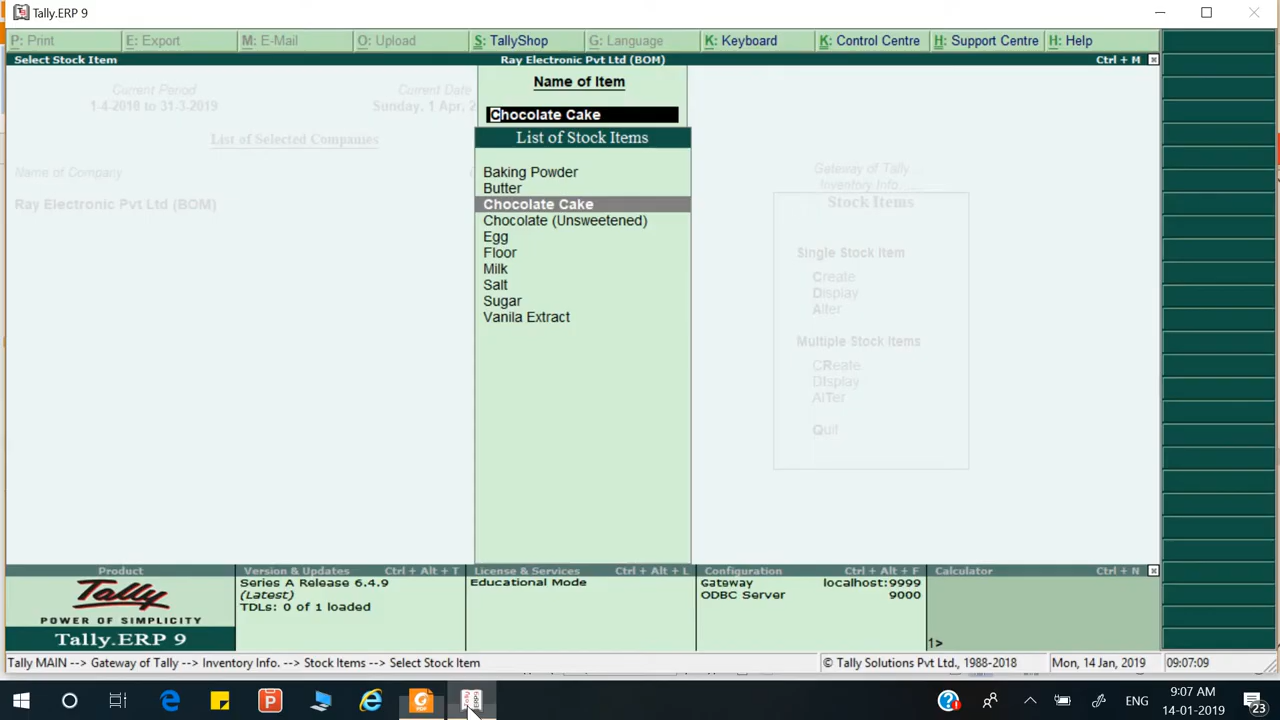 Tally.ERP 9
P: Print E: Export M: E-Mail O: Upload S: TallyShop G: Language K: Keyboard K: Control Centre H: Support Centre H: Help
Select Stock Item Ray Electronic Pvt Ltd (BOM) Ctrl + M
Current Period Current Date
1-4-2018 to 31-3-2019 Sunday, 1 Apr, 2
List of Selected Companies
Name of Company
Ray Electronic Pvt Ltd (BOM)
Name of Item
Chocolate Cake
List of Stock Items
Baking Powder
Butter
Chocolate Cake
Chocolate (Unsweetened)
Egg
Floor
Milk
Salt
Sugar
Vanila Extract
Gateway of Tally ...
Inventory Info. ...
Stock Items
Single Stock Item
Create
Display
Alter
Multiple Stock Items
CReate
DIsplay
AlTer
Quit
Product
Tally
POWER OF SIMPLICITY
Tally.ERP 9
Version & Updates Ctrl + Alt + T
Series A Release 6.4.9
(Latest)
TDLs: 0 of 1 loaded
License & Services Ctrl + Alt + L
Educational Mode
Configuration Ctrl + Alt + F
Gateway localhost:9999
ODBC Server 9000
Calculator Ctrl + N
1>
Tally MAIN --> Gateway of Tally --> Inventory Info. --> Stock Items --> Select Stock Item © Tally Solutions Pvt Ltd., 1988-2018 Mon, 14 Jan, 2019 09:07:09
ENG 9:07 AM
14-01-2019 23